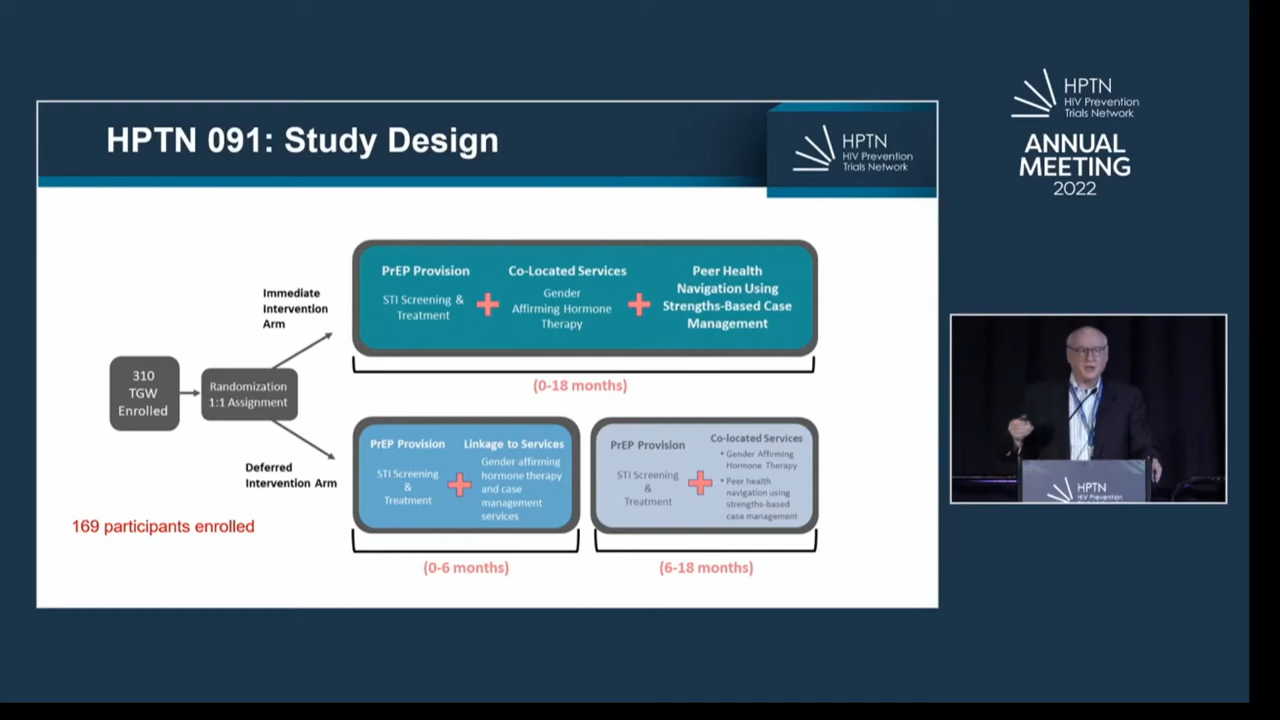 HPTN 091: Study Design
HPTN
HIV Prevention
Trials Network
HPTN
HIV Prevention
Trials Network
ANNUAL
MEETING
2022
310
TGW
Enrolled
Randomization
1:1 Assignment
Immediate
Intervention
Arm
PrEP Provision
STI Screening &
Treatment
+
Co-Located Services
Gender
Affirming Hormone
Therapy
+
Peer Health
Navigation Using
Strengths-Based Case
Management
(0-18 months)
Deferred
Intervention Arm
PrEP Provision
STI Screening
&
Treatment
+
Linkage to Services
Gender affirming
hormone therapy
and case
management
services
(0-6 months)
PrEP Provision
STI Screening
&
Treatment
+
Co-located Services
• Gender Affirming
Hormone Therapy
• Peer health
navigation using
strengths-based
case management
(6-18 months)
169 participants enrolled
HPTN